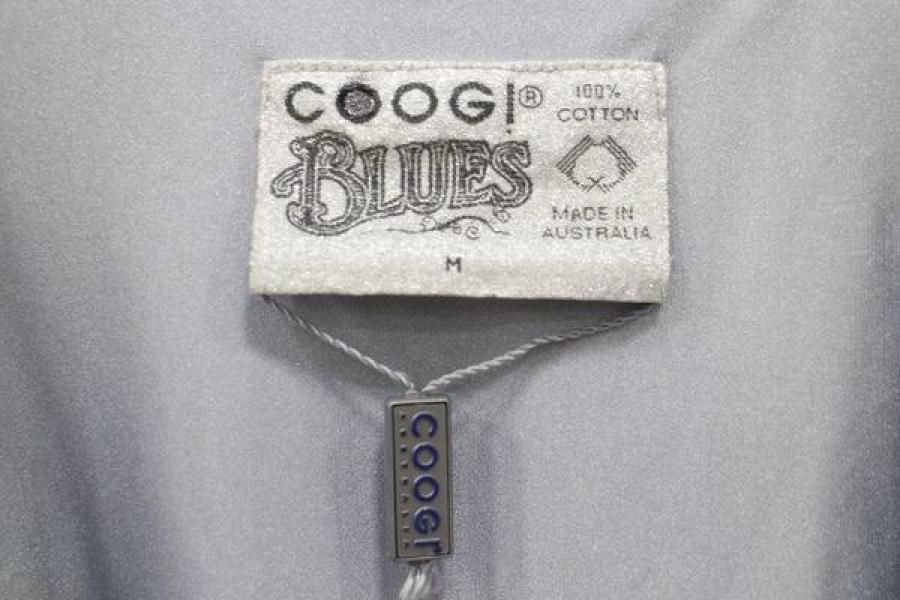 COOGI®
BLUES
100%
COTTON
MADE IN
AUSTRALIA
M
COOGI